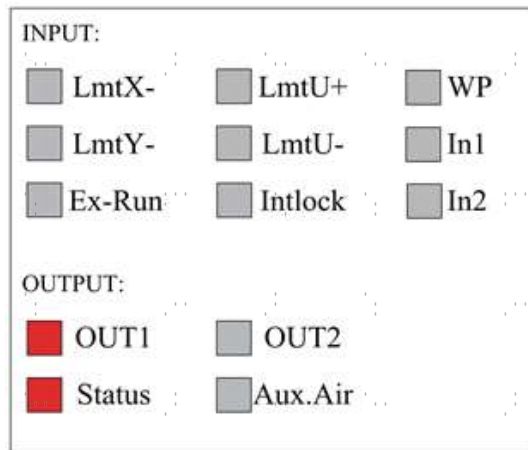 INPUT:
LmtX- LmtU+ WP
LmtY- LmtU- In1
Ex-Run Intlock In2
OUTPUT:
OUT1 OUT2
Status Aux.Air